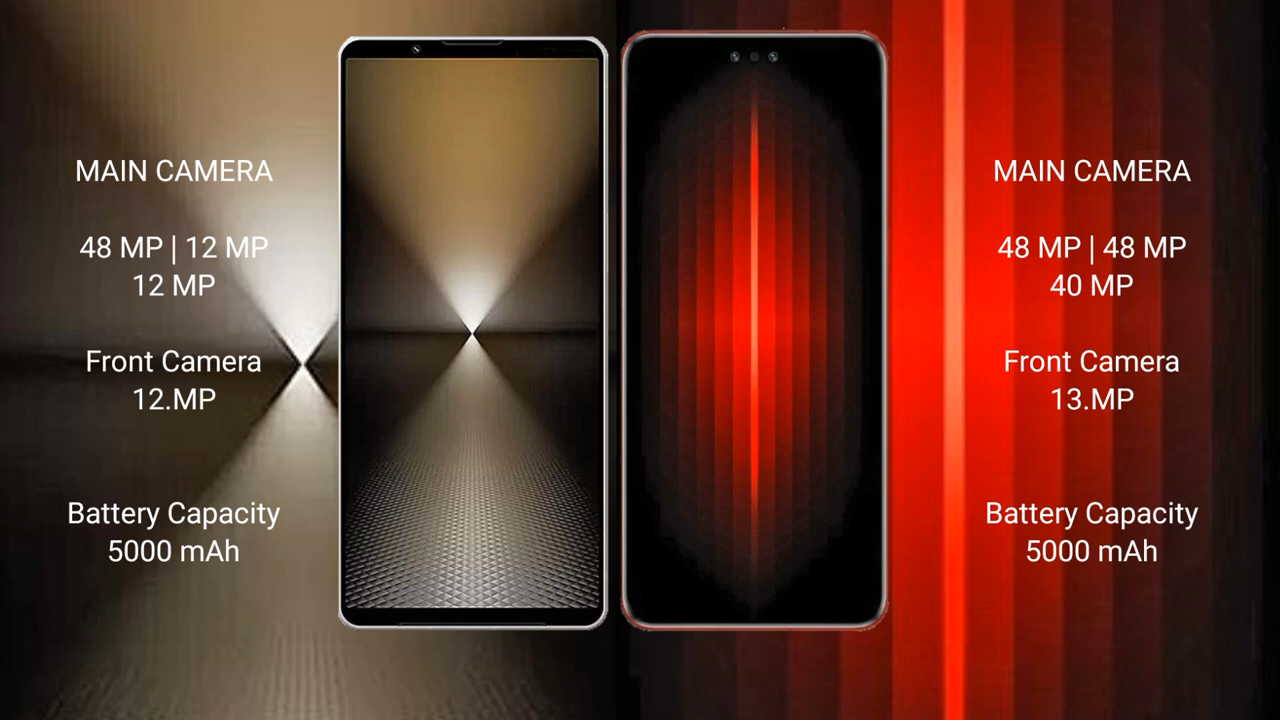 MAIN CAMERA
48 MP | 12 MP
12 MP
Front Camera
12.MP
Battery Capacity
5000 mAh
MAIN CAMERA
48 MP | 48 MP
40 MP
Front Camera
13.MP
Battery Capacity
5000 mAh